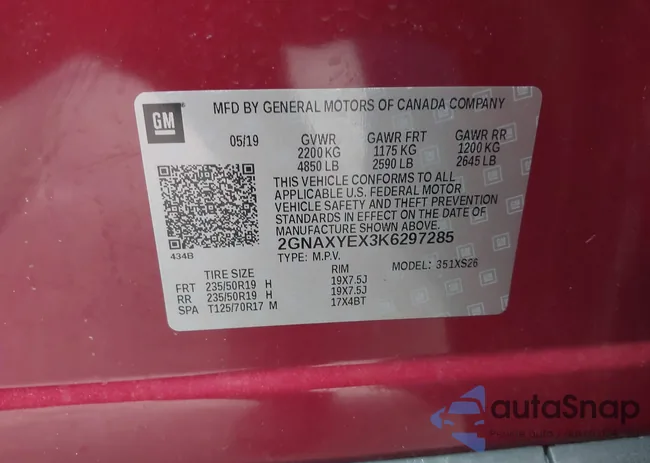 GM
MFD BY GENERAL MOTORS OF CANADA COMPANY
05/19 GVWR GAWR FRT GAWR RR
2200 KG 1175 KG 1200 KG
4850 LB 2590 LB 2645 LB
THIS VEHICLE CONFORMS TO ALL
APPLICABLE U.S. FEDERAL MOTOR
VEHICLE SAFETY AND THEFT PREVENTION
STANDARDS IN EFFECT ON THE DATE OF
MANUFACTURE SHOWN ABOVE.
2GNAXYEX3K6297285
434B TYPE: M.P.V. MODEL: 351XS26
TIRE SIZE RIM
FRT 235/50R19 H 19X7.5J
RR 235/50R19 H 19X7.5J
SPA T125/70R17 M 17X4BT
autaSnap